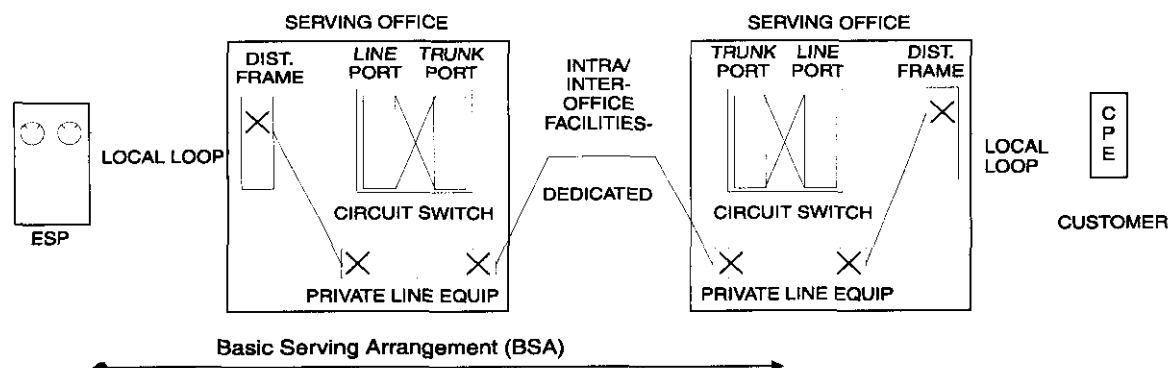 SERVING OFFICE
DIST.
FRAME
LINE
PORT
TRUNK
PORT
CIRCUIT SWITCH
PRIVATE LINE EQUIP
LOCAL LOOP
ESP
INTRA/
INTER-
OFFICE
FACILITIES-
DEDICATED
SERVING OFFICE
TRUNK
PORT
LINE
PORT
DIST.
FRAME
CIRCUIT SWITCH
PRIVATE LINE EQUIP
LOCAL
LOOP
C
P
E
CUSTOMER
Basic Serving Arrangement (BSA)